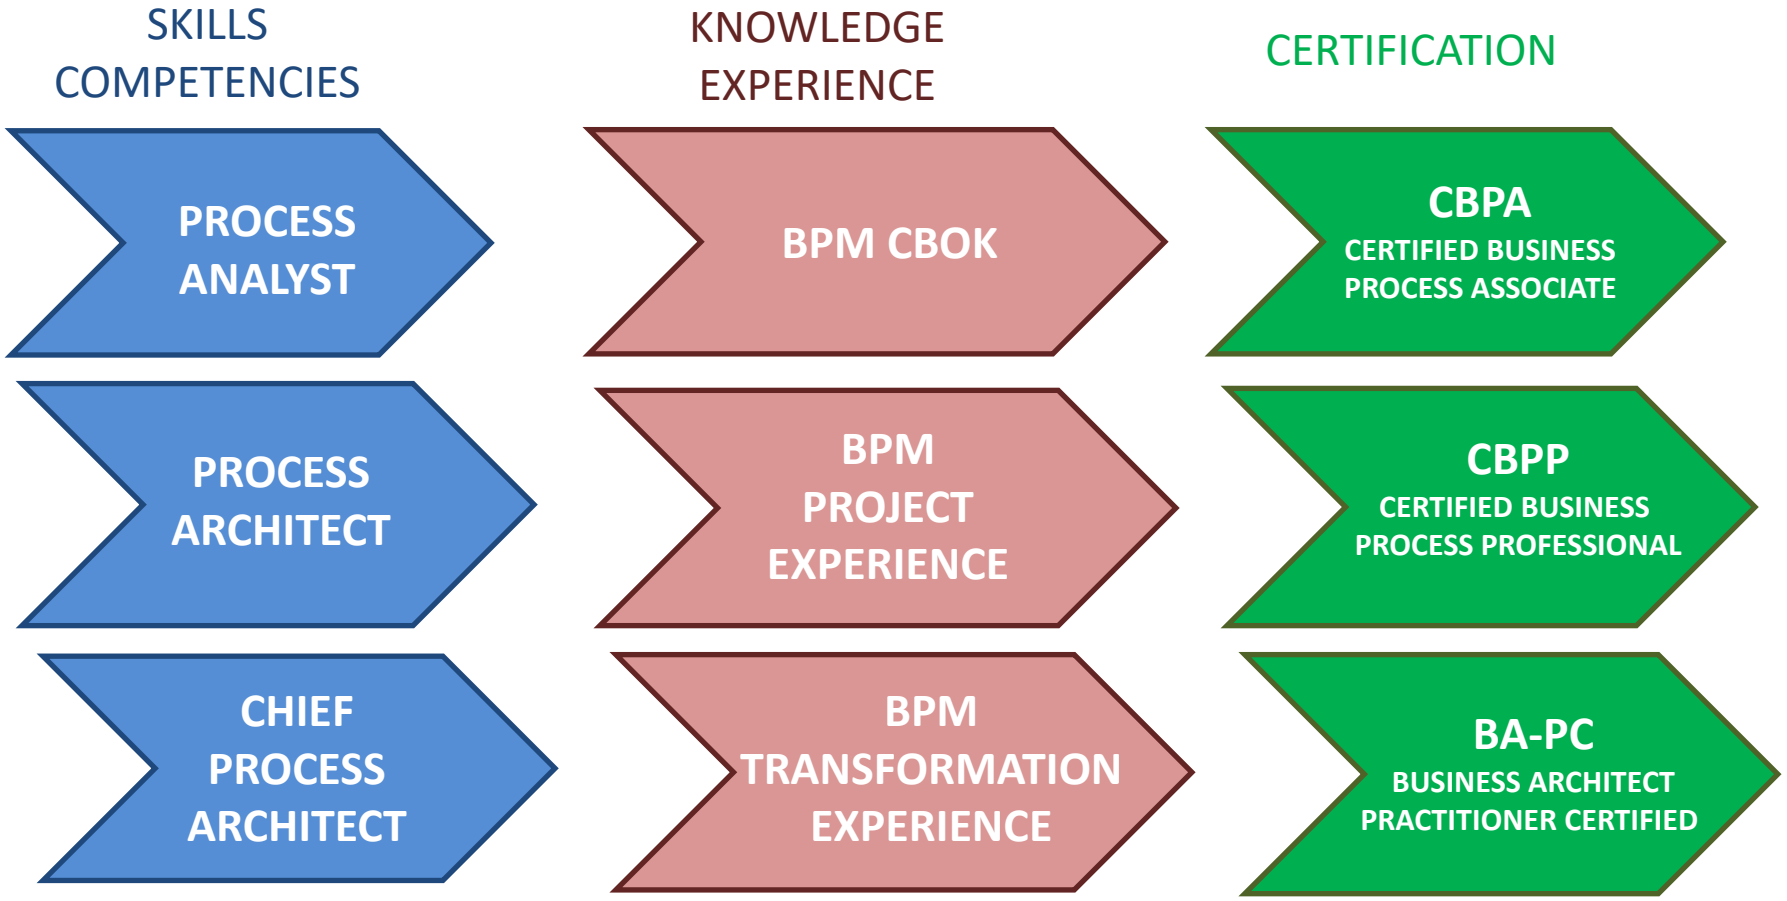 SKILLS
COMPETENCIES
KNOWLEDGE
EXPERIENCE
CERTIFICATION
PROCESS
ANALYST
BPM CBOK
CBPA
CERTIFIED BUSINESS
PROCESS ASSOCIATE
PROCESS
ARCHITECT
BPM
PROJECT
EXPERIENCE
CBPP
CERTIFIED BUSINESS
PROCESS PROFESSIONAL
CHIEF
PROCESS
ARCHITECT
BPM
TRANSFORMATION
EXPERIENCE
BA-PC
BUSINESS ARCHITECT
PRACTITIONER CERTIFIED